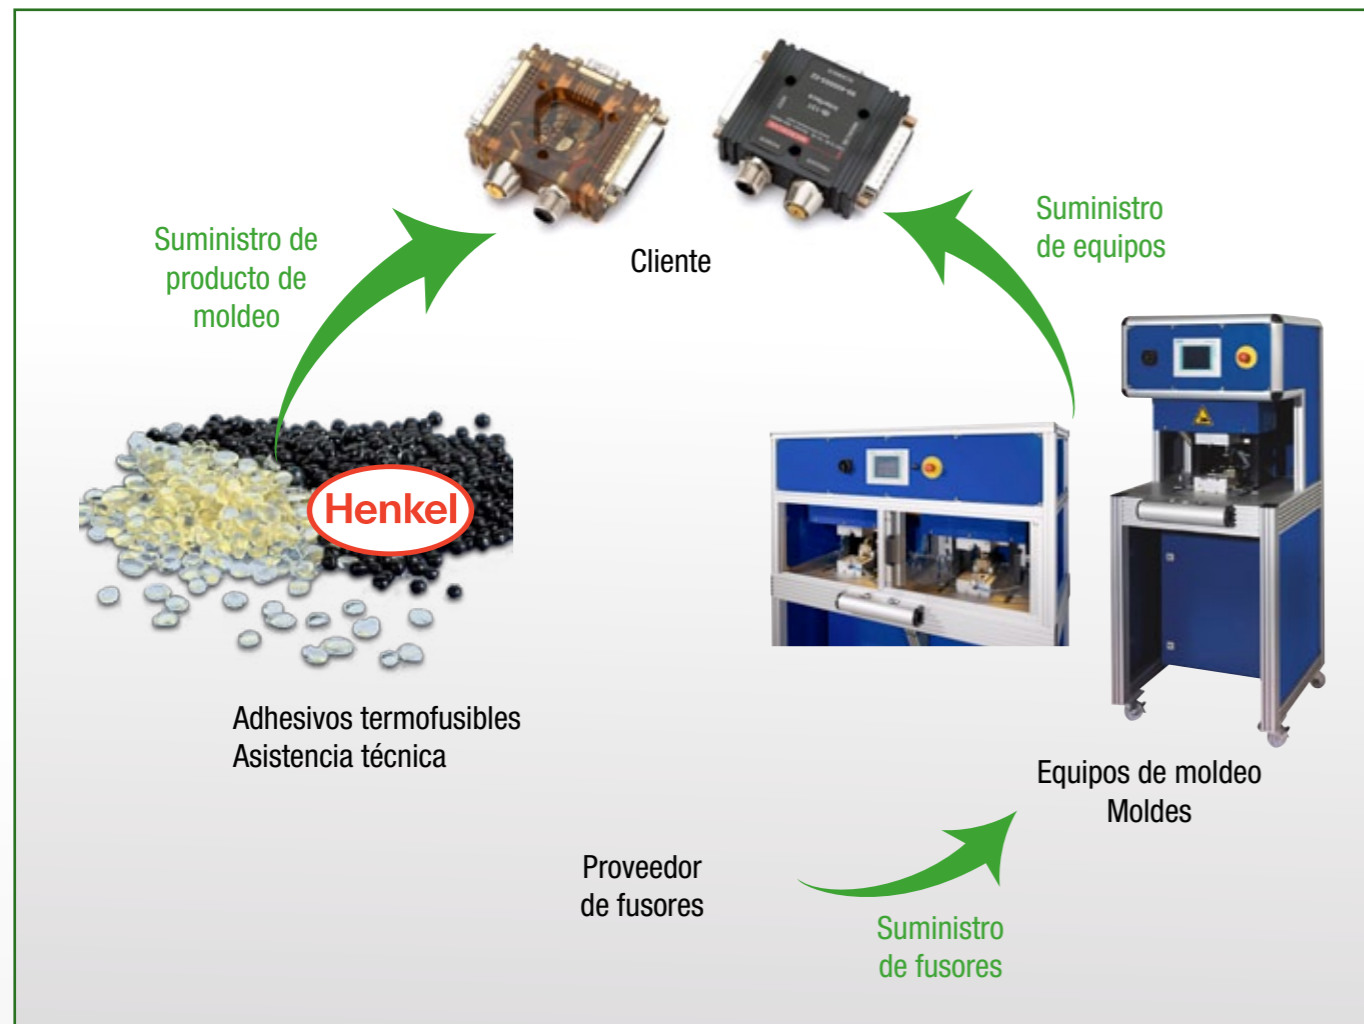 Suministro de
producto de
moldeo
Cliente
Suministro
de equipos
Henkel
Adhesivos termofusibles
Asistencia técnica
Equipos de moldeo
Moldes
Proveedor
de fusores
Suministro
de fusores